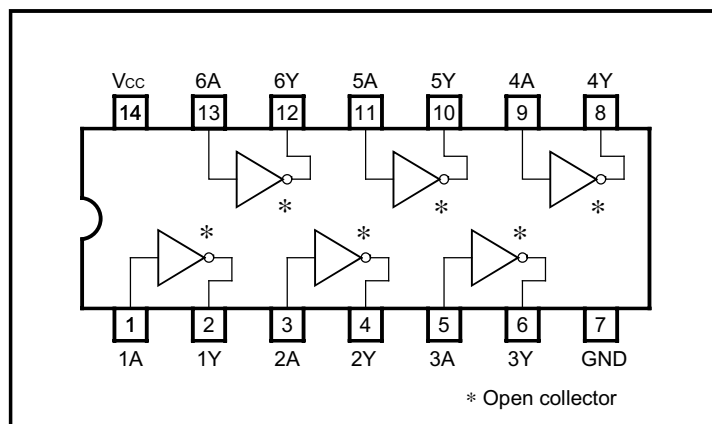 VCC 6A 6Y 5A 5Y 4A 4Y
14 13 12 11 10 9 8
* * *
* * *
1 2 3 4 5 6 7
1A 1Y 2A 2Y 3A 3Y GND
* Open collector